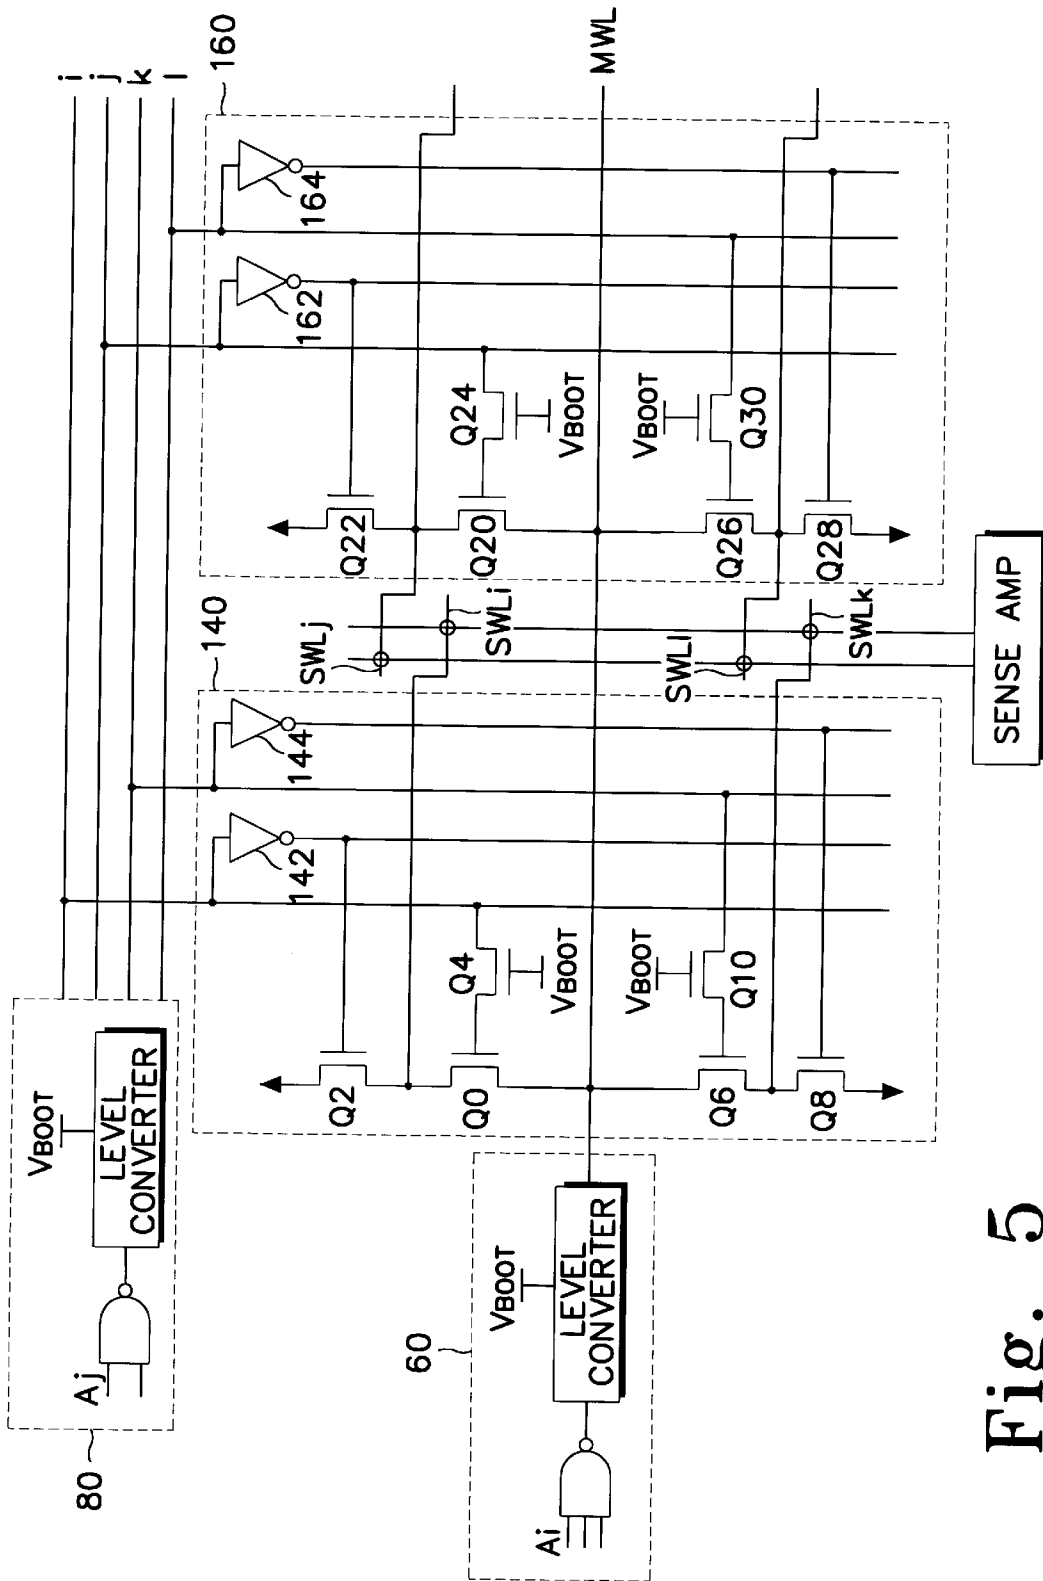 80
Aj
VBOOT
LEVEL
CONVERTER
i
j
k
l
60
Ai
VBOOT
LEVEL
CONVERTER
140
142
144
Q2
Q4
Q0
VBOOT
VBOOT
Q6
Q10
Q8
SWLj
SWLi
SWLl
SWLk
SENSE AMP
160
162
164
Q22
Q24
Q20
VBOOT
VBOOT
Q26
Q30
Q28
MWL
Fig. 5